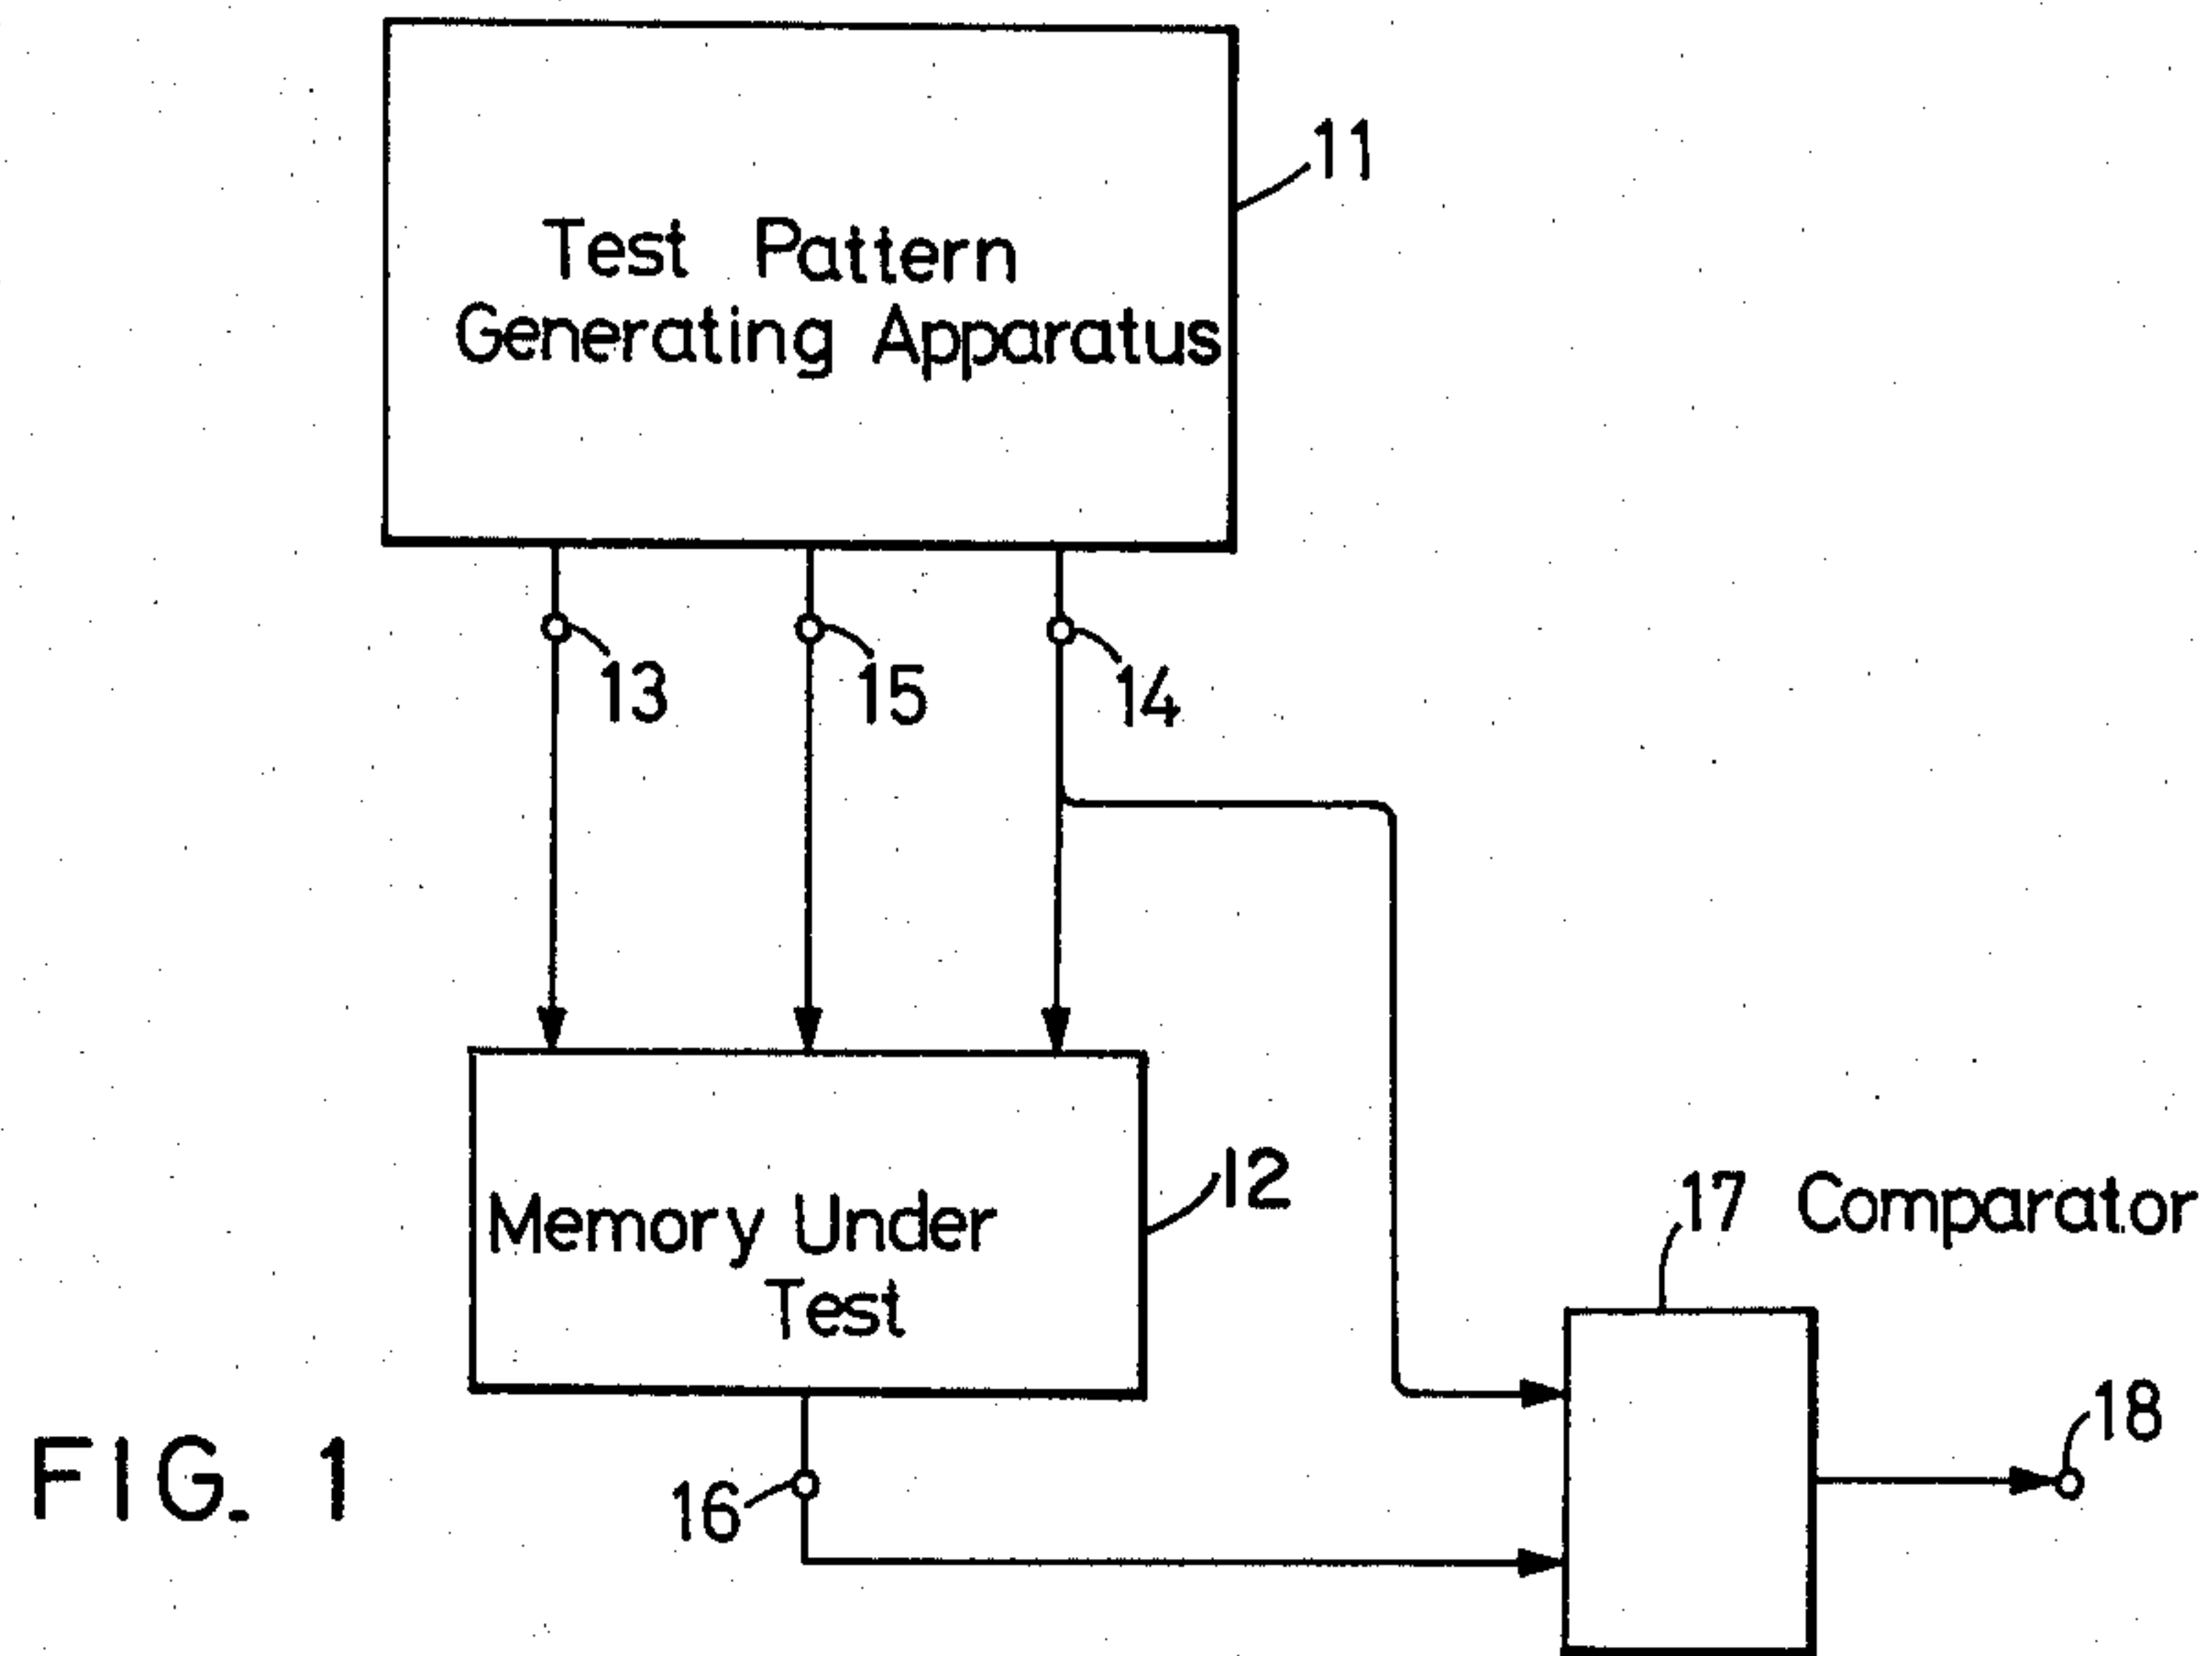 11
Test Pattern
Generating Apparatus
13
15
14
12
Memory Under
Test
17 Comparator
18
16
FIG. 1